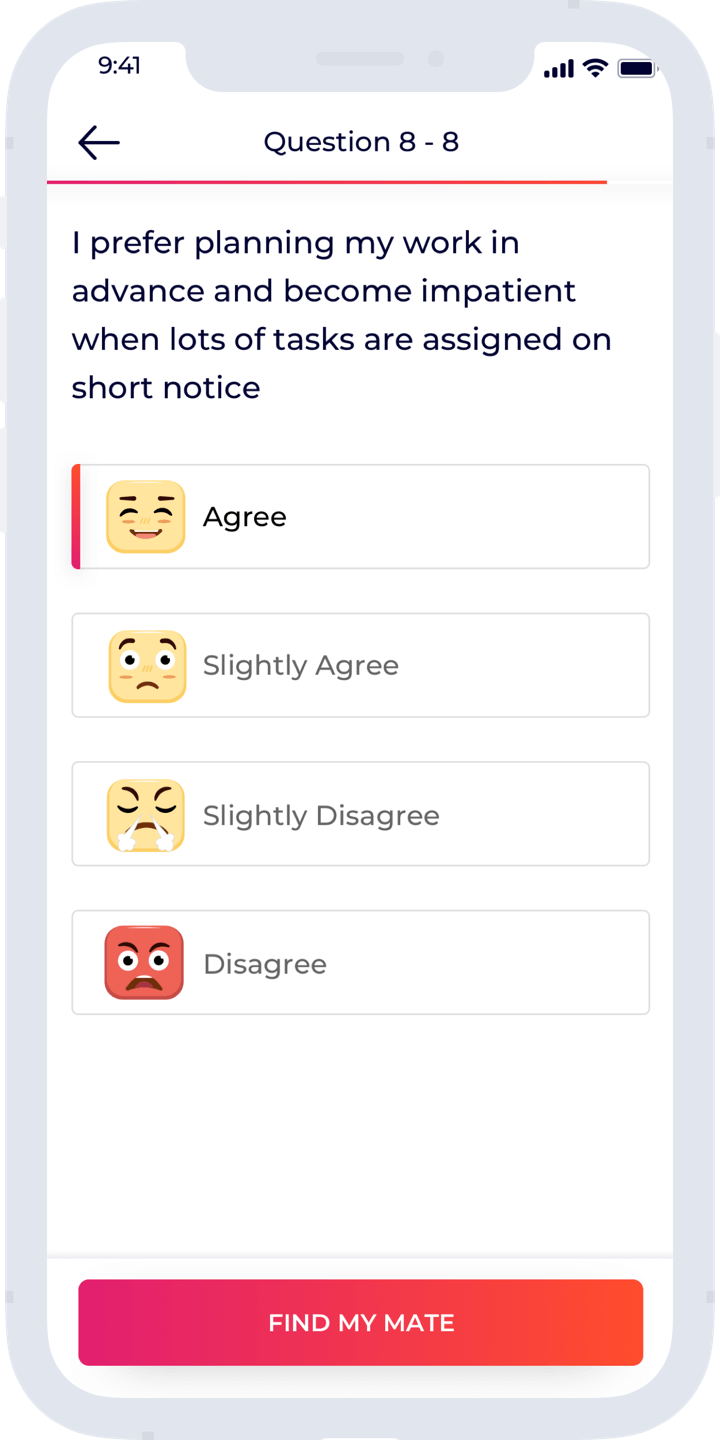 9:41
Question 8 - 8
I prefer planning my work in
advance and become impatient
when lots of tasks are assigned on
short notice
Agree
Slightly Agree
Slightly Disagree
Disagree
FIND MY MATE